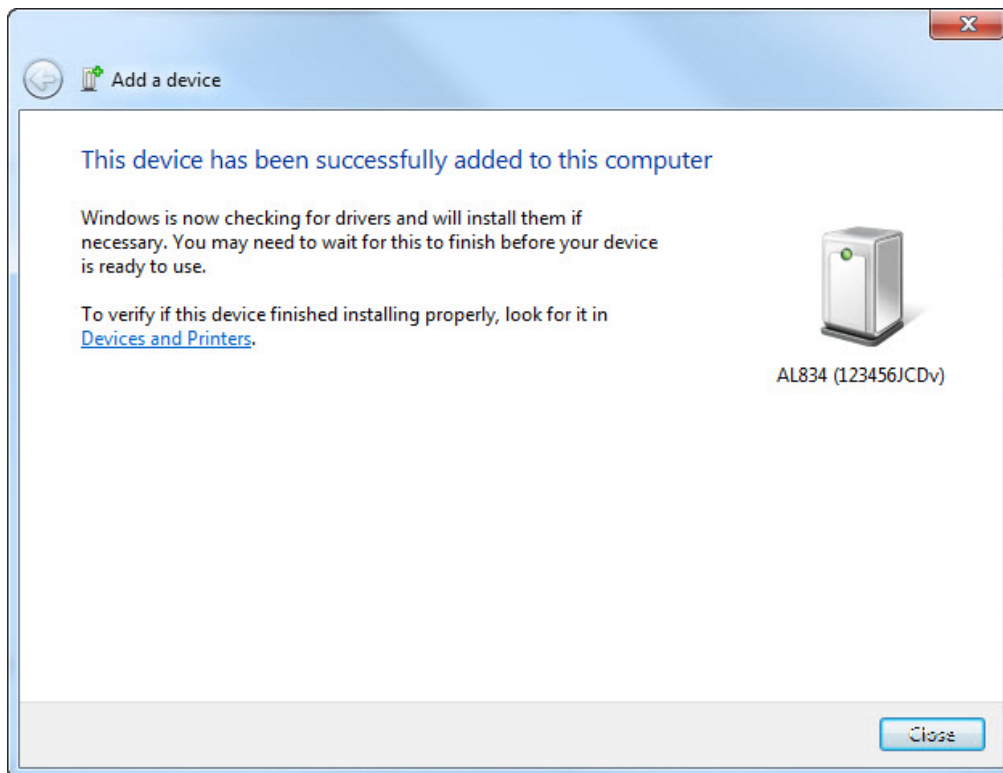 Add a device
This device has been successfully added to this computer
Windows is now checking for drivers and will install them if
necessary. You may need to wait for this to finish before your device
is ready to use.
To verify if this device finished installing properly, look for it in
Devices and Printers.
AL834 (123456JCDv)
Close